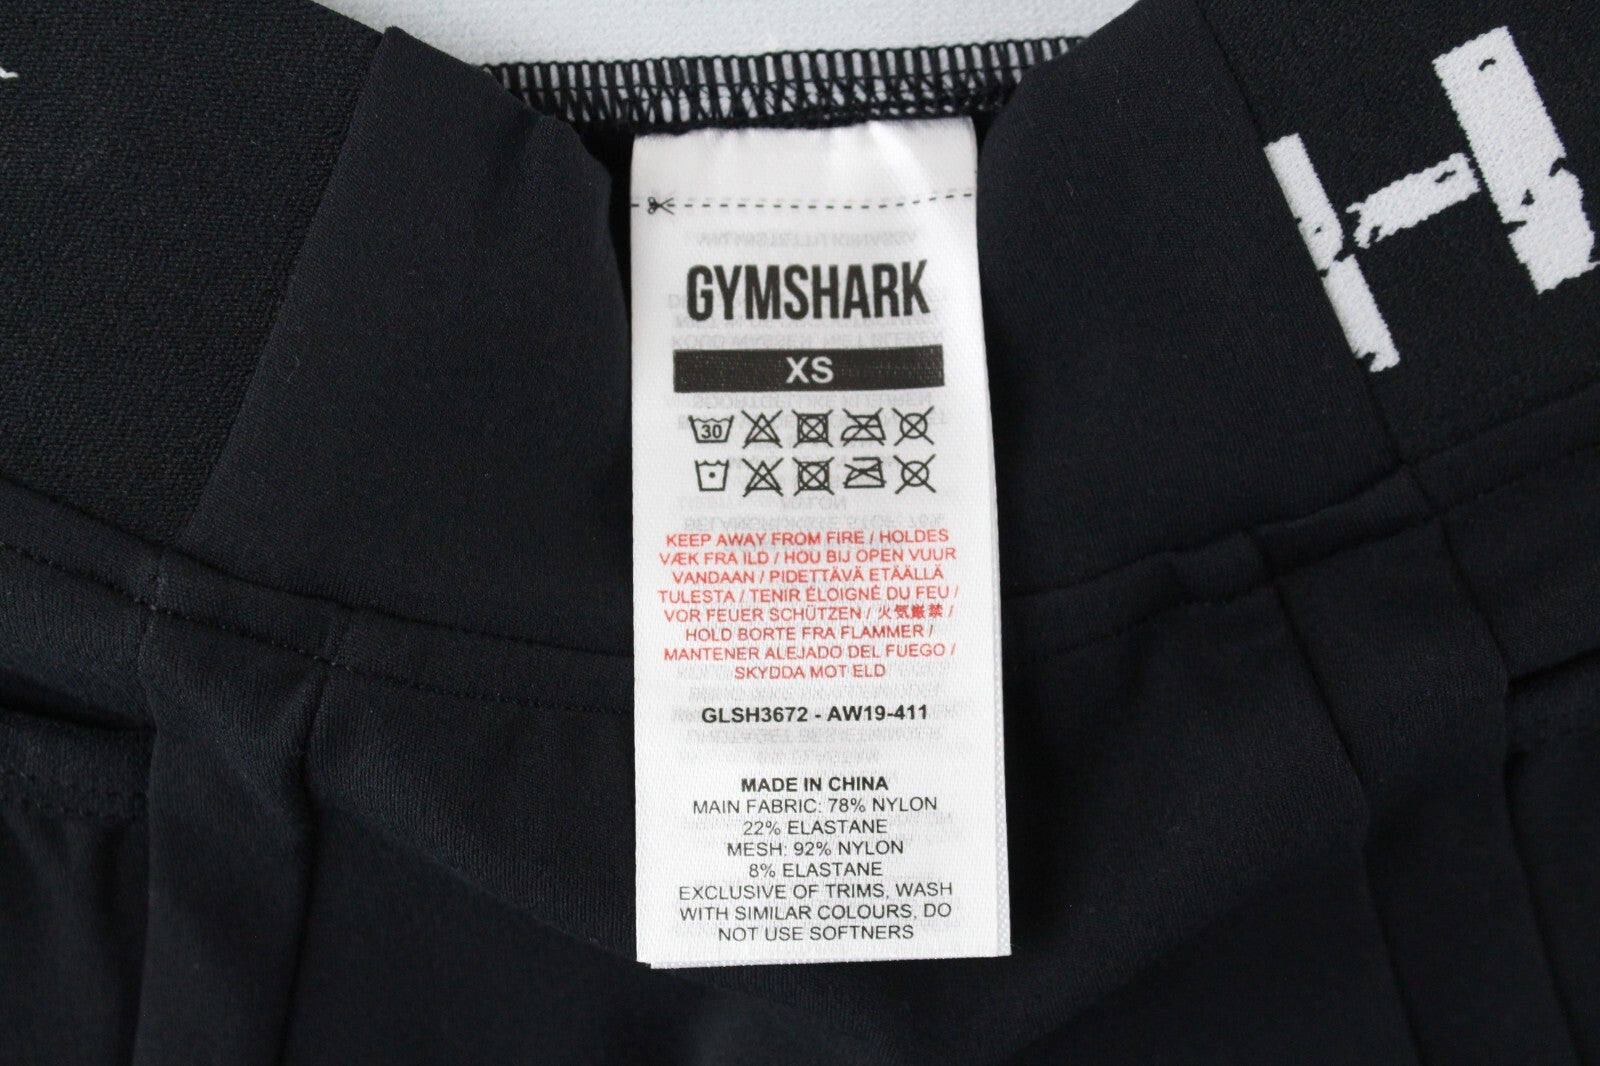 H
GYMSHARK
XS
30
KEEP AWAY FROM FIRE / HOLDES
VÆK FRA ILD / HOU BIJ OPEN VUUR
VANDAAN / PIDETTÄVÄ ETÄÄLLÄ
TULESTA / TENIR ÉLOIGNÉ DU FEU /
VOR FEUER SCHÜTZEN / 火気厳禁 /
HOLD BORTE FRA FLAMMER /
MANTENER ALEJADO DEL FUEGO /
SKYDDA MOT ELD
GLSH3672 - AW19-411
MADE IN CHINA
MAIN FABRIC: 78% NYLON
22% ELASTANE
MESH: 92% NYLON
8% ELASTANE
EXCLUSIVE OF TRIMS, WASH
WITH SIMILAR COLOURS, DO
NOT USE SOFTNERS